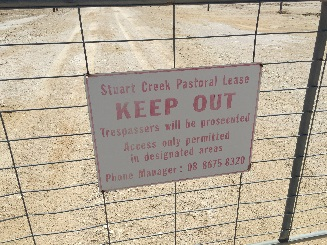 Stuart Creek Pastoral Lease
KEEP OUT
Trespassers will be prosecuted
Access only permitted
in designated areas
Phone Manager : 08 8675 8320